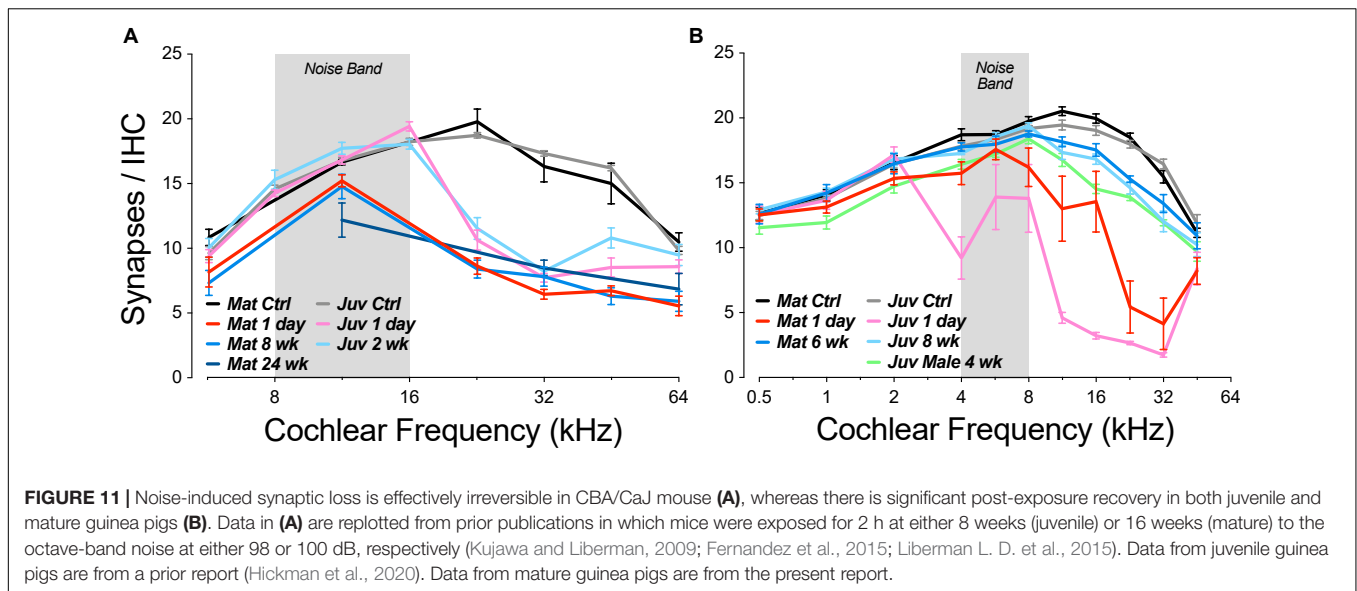 A
B
25
20
15
10
5
0
Synapses / IHC
Noise Band
Mat Ctrl
Mat 1 day
Mat 8 wk
Mat 24 wk
Juv Ctrl
Juv 1 day
Juv 2 wk
8
16
32
64
Cochlear Frequency (kHz)
25
20
15
10
5
0
Noise
Band
Mat Ctrl
Mat 1 day
Mat 6 wk
Juv Ctrl
Juv 1 day
Juv 8 wk
Juv Male 4 wk
0.5
1
2
4
8
16
32
64
Cochlear Frequency (kHz)
FIGURE 11 | Noise-induced synaptic loss is effectively irreversible in CBA/CaJ mouse (A), whereas there is significant post-exposure recovery in both juvenile and
mature guinea pigs (B). Data in (A) are replotted from prior publications in which mice were exposed for 2 h at either 8 weeks (juvenile) or 16 weeks (mature) to the
octave-band noise at either 98 or 100 dB, respectively (Kujawa and Liberman, 2009; Fernandez et al., 2015; Liberman L. D. et al., 2015). Data from juvenile guinea
pigs are from a prior report (Hickman et al., 2020). Data from mature guinea pigs are from the present report.